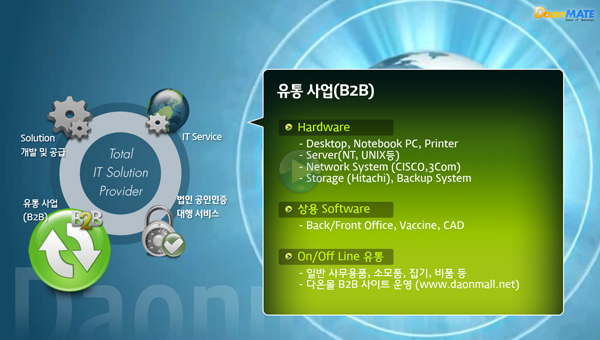 DaonMATE
Total IT Service
Solution
개발 및 공급
IT Service
Total
IT Solution
Provider
유통 사업
(B2B)
B2B
법인 공인인증
대행 서비스
유통 사업(B2B)
Hardware
- Desktop, Notebook PC, Printer
- Server(NT, UNIX등)
- Network System (CISCO,3Com)
- Storage (Hitachi), Backup System
상용 Software
- Back/Front Office, Vaccine, CAD
On/Off Line 유통
- 일반 사무용품, 소모품, 집기, 비품 등
- 다온몰 B2B 사이트 운영 (www.daonmall.net)
Daonm